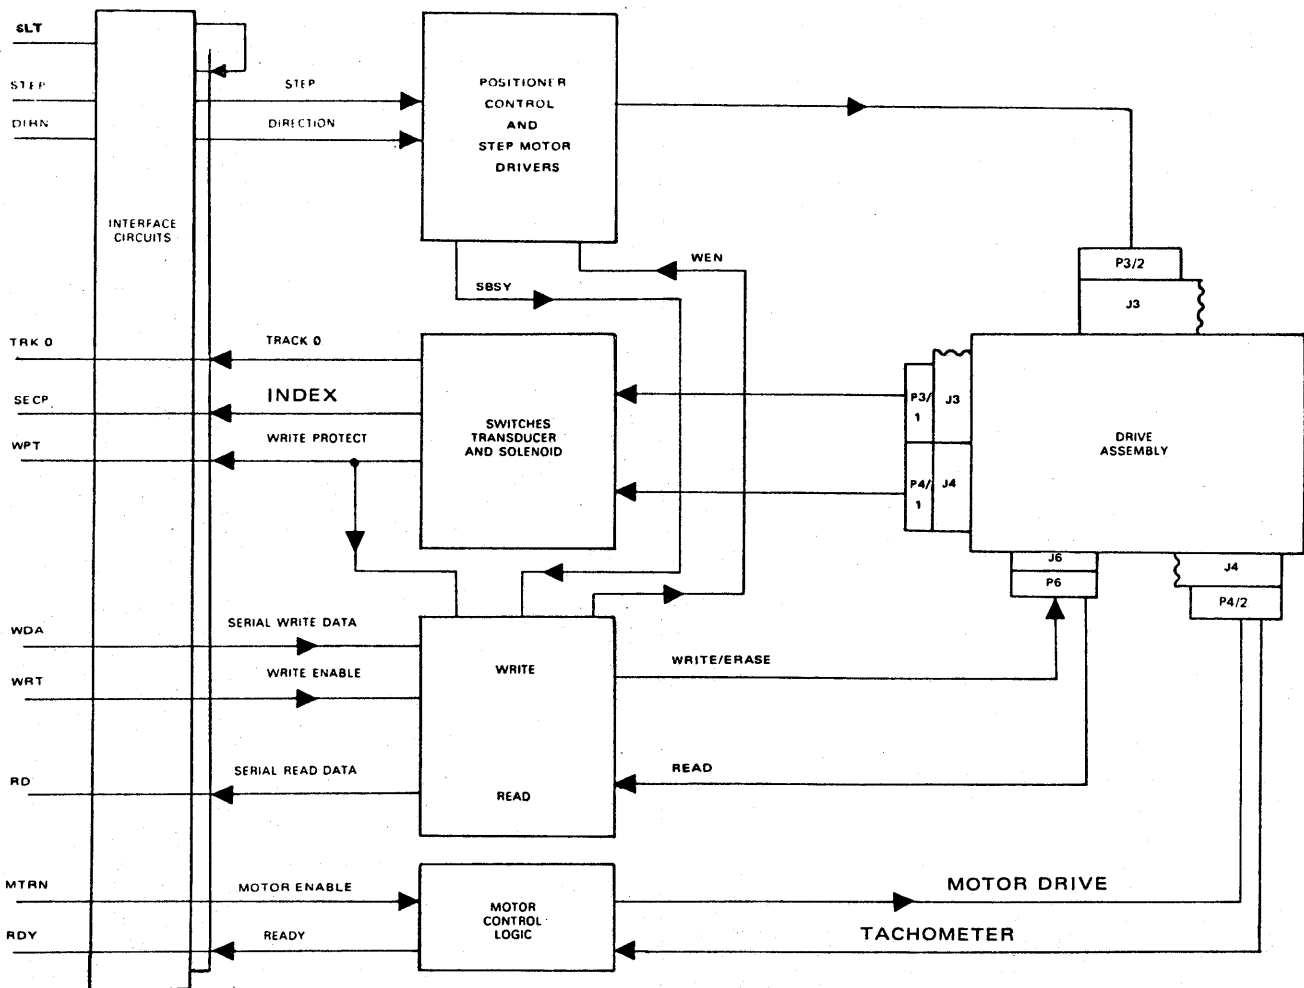 SLT
STEP
STEP
DIRN
DIRECTION
POSITIONER
CONTROL
AND
STEP MOTOR
DRIVERS
INTERFACE
CIRCUITS
WEN
SBSY
P3/2
J3
TRK 0
TRACK 0
SECP
INDEX
WPT
WRITE PROTECT
SWITCHES
TRANSDUCER
AND SOLENOID
P3/
1
J3
P4/
1
J4
DRIVE
ASSEMBLY
J6
P6
J4
P4/2
WDA
SERIAL WRITE DATA
WRT
WRITE ENABLE
WRITE
WRITE/ERASE
RD
SERIAL READ DATA
READ
READ
MTRN
MOTOR ENABLE
RDY
READY
MOTOR
CONTROL
LOGIC
MOTOR DRIVE
TACHOMETER